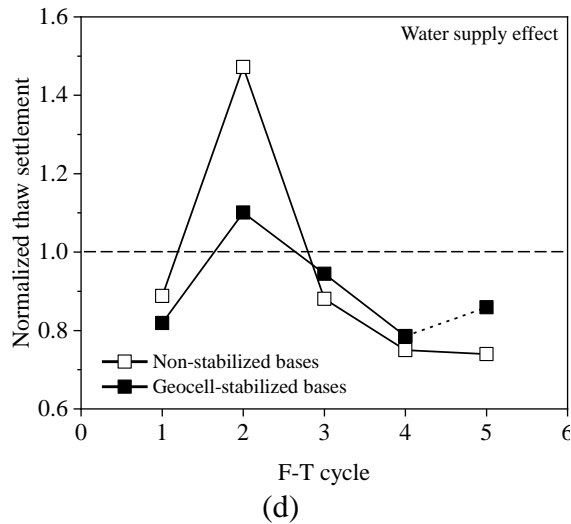 1.6
Water supply effect
1.4
1.2
1.0
0.8
0.6
Normalized thaw settlement
Non-stabilized bases
Geocell-stabilized bases
0 1 2 3 4 5 6
F-T cycle
(d)